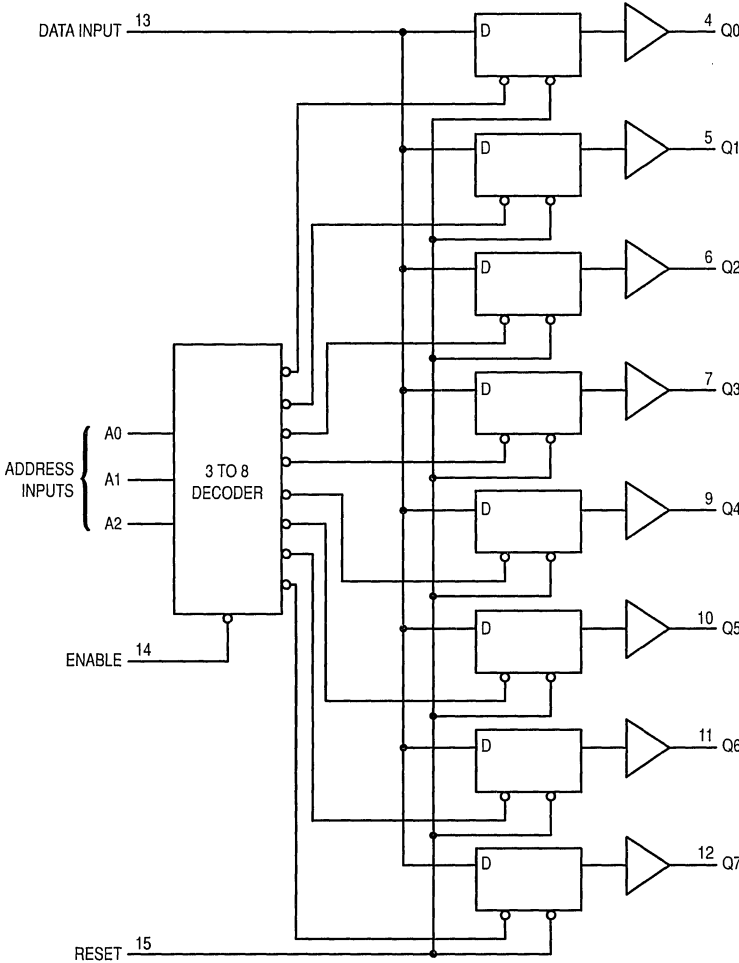 DATA INPUT 13
D
4 Q0
D
5 Q1
D
6 Q2
D
7 Q3
ADDRESS
INPUTS
A0
A1
A2
3 TO 8
DECODER
D
9 Q4
D
10 Q5
ENABLE 14
D
11 Q6
D
12 Q7
RESET 15